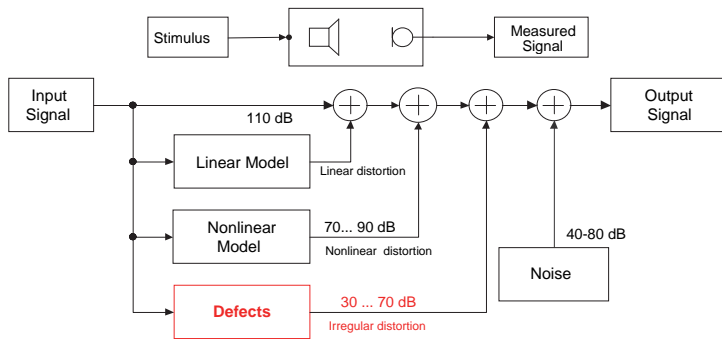 Stimulus
Measured
Signal
Input
Signal
110 dB
Output
Signal
Linear Model
Linear distortion
Nonlinear
Model
70... 90 dB
Nonlinear distortion
40-80 dB
Noise
Defects
30 ... 70 dB
Irregular distortion